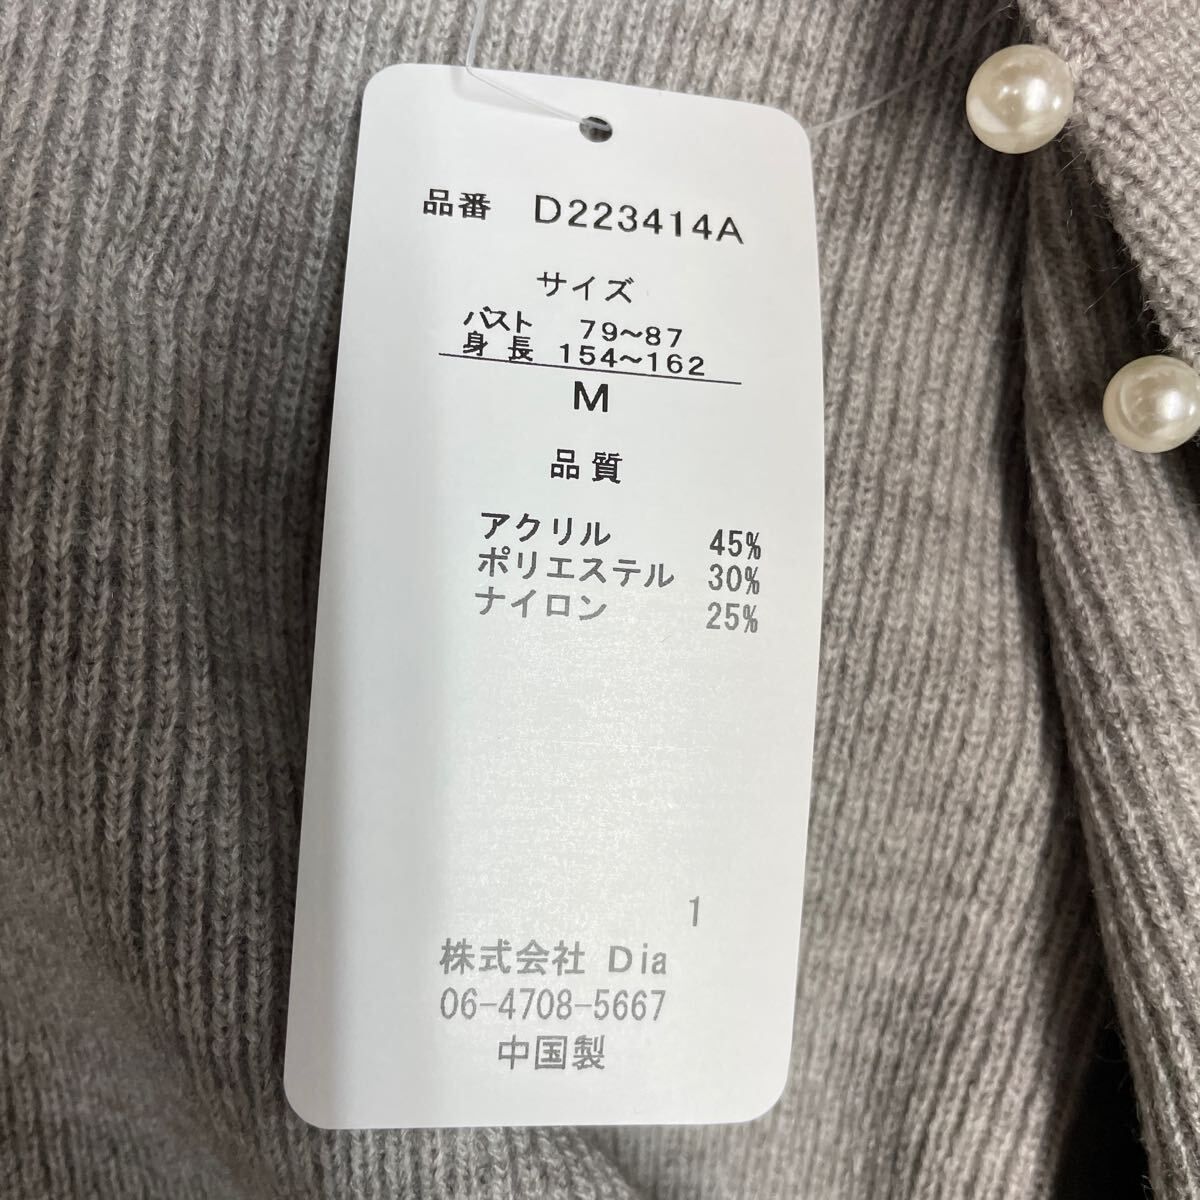 品番 D223414A
サイズ
バスト 79~87
身長 154~162
M
品質
アクリル 45%
ポリエステル 30%
ナイロン 25%
1
株式会社 Dia
06-4708-5667
中国製